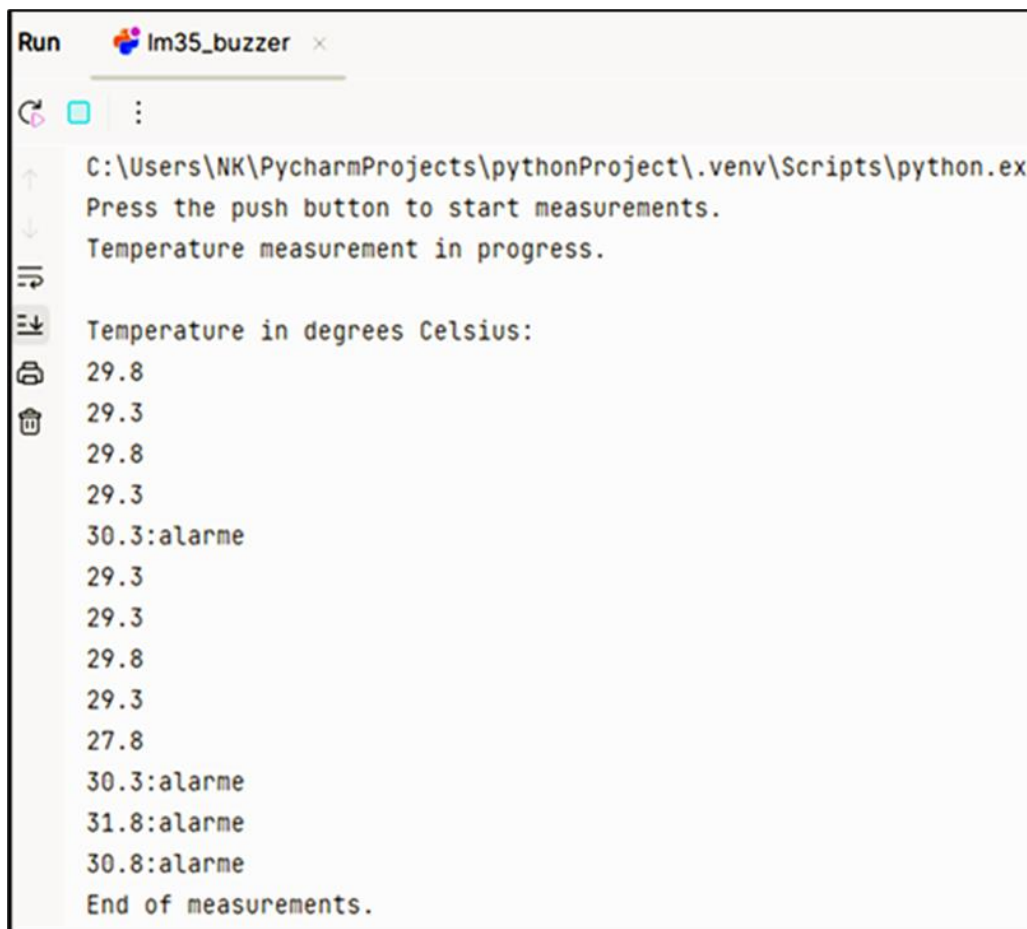 Run lm35_buzzer
C:\Users\NK\PycharmProjects\pythonProject\.venv\Scripts\python.ex
Press the push button to start measurements.
Temperature measurement in progress.
Temperature in degrees Celsius:
29.8
29.3
29.8
29.3
30.3:alarme
29.3
29.3
29.8
29.3
27.8
30.3:alarme
31.8:alarme
30.8:alarme
End of measurements.